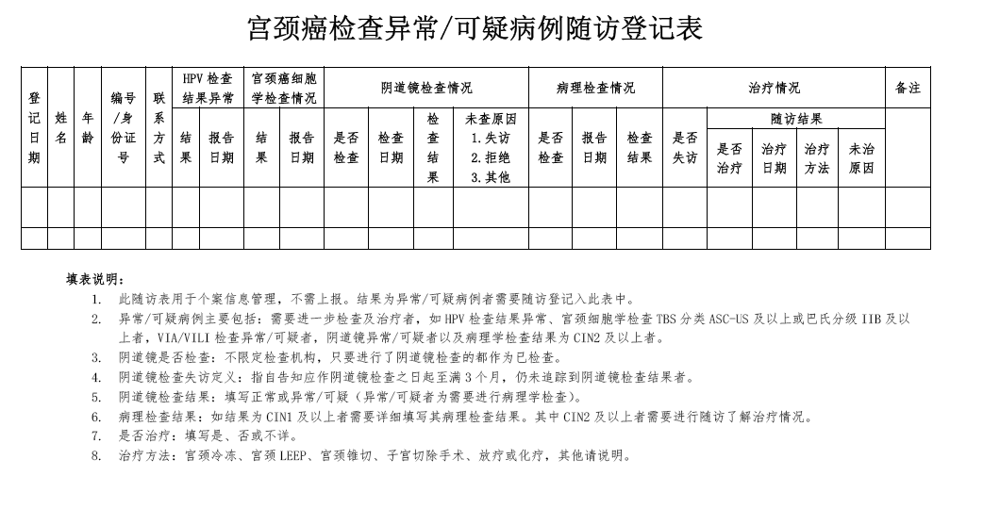 宫颈癌检查异常/可疑病例随访登记表
登记日期
姓名
年龄
编号/身份证号
联系方式
HPV 检查结果异常
宫颈癌细胞学检查情况
阴道镜检查情况
病理检查情况
治疗情况
备注
结果
报告日期
结果
报告日期
是否检查
检查日期
检查结果
未查原因
1.失访
2.拒绝
3.其他
是否检查
报告日期
检查结果
是否失访
随访结果
是否治疗
治疗日期
治疗方法
未治原因
填表说明：
1. 此随访表用于个案信息管理，不需上报。结果为异常/可疑病例者需要随访登记入此表中。
2. 异常/可疑病例主要包括：需要进一步检查及治疗者，如 HPV 检查结果异常、宫颈细胞学检查 TBS 分类 ASC-US 及以上或巴氏分级 IIB 及以
上者，VIA/VILI 检查异常/可疑者，阴道镜异常/可疑者以及病理学检查结果为 CIN2 及以上者。
3. 阴道镜是否检查：不限定检查机构，只要进行了阴道镜检查的都作为已检查。
4. 阴道镜检查失访定义：指自告知应作阴道镜检查之日起至满 3 个月，仍未追踪到阴道镜检查结果者。
5. 阴道镜检查结果：填写正常或异常/可疑（异常/可疑者为需要进行病理学检查）。
6. 病理检查结果：如结果为 CIN1 及以上者需要详细填写其病理检查结果。其中 CIN2 及以上者需要进行随访了解治疗情况。
7. 是否治疗：填写是、否或不详。
8. 治疗方法：宫颈冷冻、宫颈 LEEP、宫颈锥切、子宫切除手术、放疗或化疗，其他请说明。